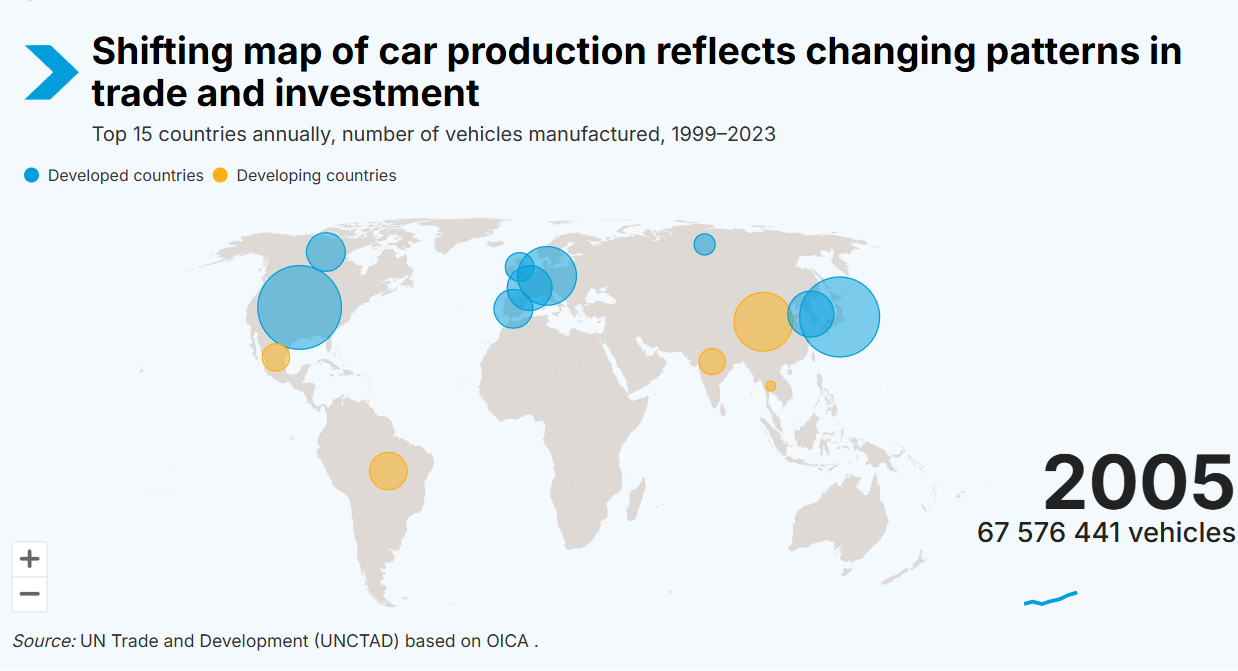 Shifting map of car production reflects changing patterns in
trade and investment
Top 15 countries annually, number of vehicles manufactured, 1999–2023
Developed countries Developing countries
2005
67 576 441 vehicles
+
−
Source: UN Trade and Development (UNCTAD) based on OICA .